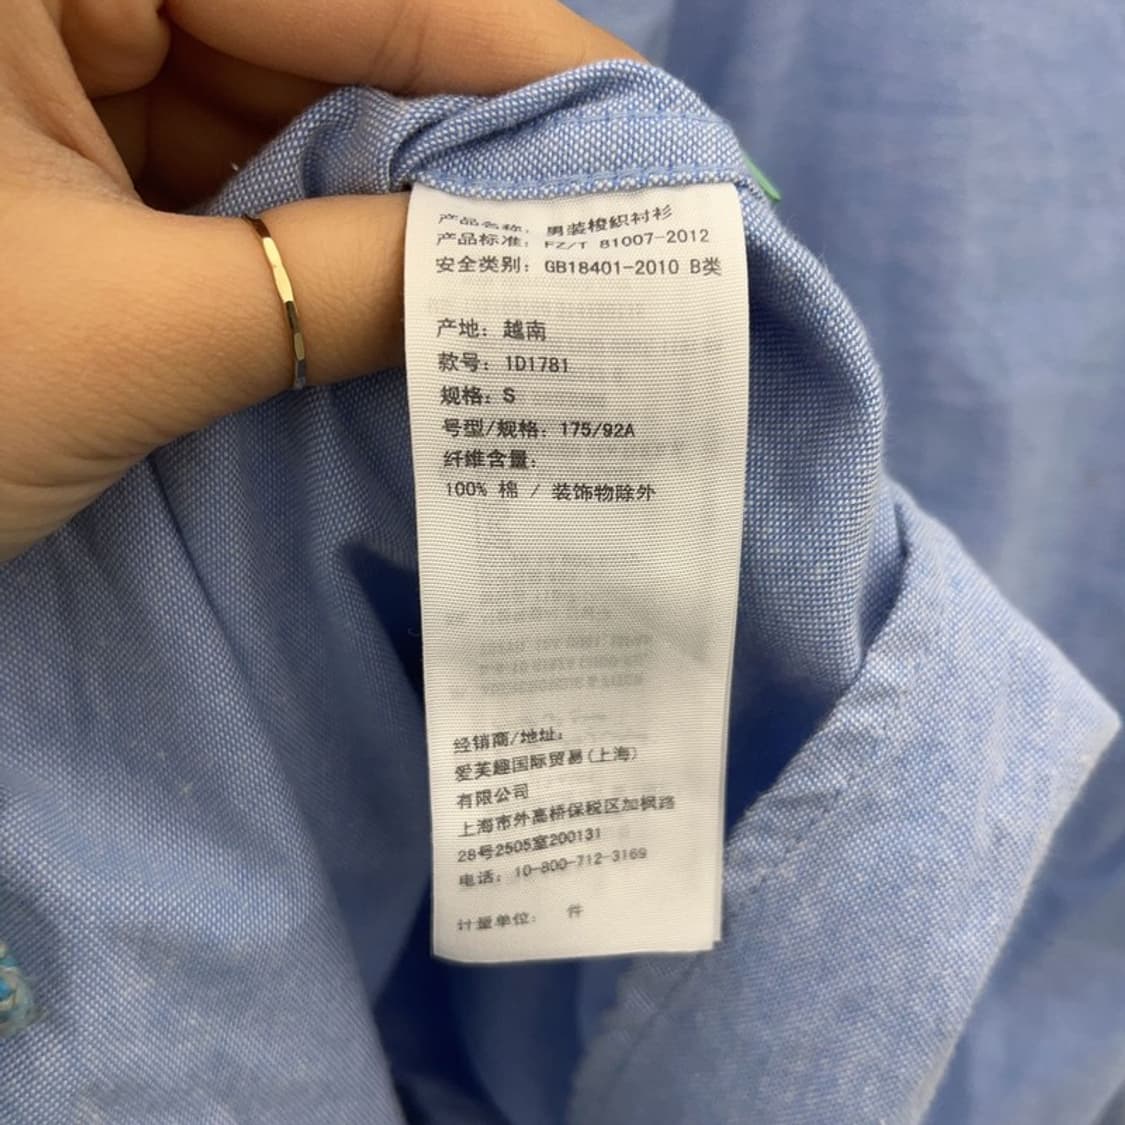 产品名称: 男装梭织衬衫
产品标准: FZ/T 81007-2012
安全类别: GB18401-2010 B类
产地: 越南
款号: 1D1781
规格: S
号型/规格: 175/92A
纤维含量:
100% 棉 / 装饰物除外
经销商/地址:
爱芙趣国际贸易(上海)
有限公司
上海市外高桥保税区加枫路
28号2505室200131
电话: 10-800-712-3169
计量单位: 件